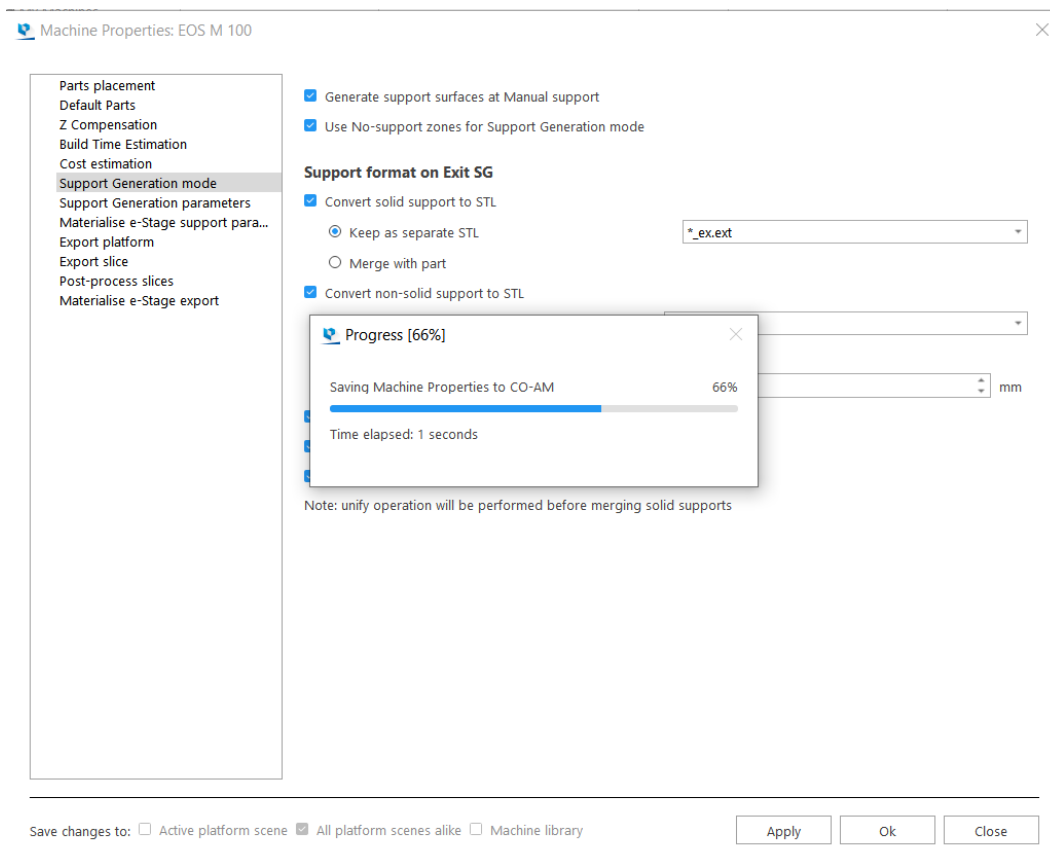 Machine Properties: EOS M 100
Parts placement
Default Parts
Z Compensation
Build Time Estimation
Cost estimation
Support Generation mode
Support Generation parameters
Materialise e-Stage support para...
Export platform
Export slice
Post-process slices
Materialise e-Stage export
Generate support surfaces at Manual support
Use No-support zones for Support Generation mode
Support format on Exit SG
Convert solid support to STL
Keep as separate STL
*_ex.ext
Merge with part
Convert non-solid support to STL
Progress [66%]
Saving Machine Properties to CO-AM 66%
Time elapsed: 1 seconds
mm
Note: unify operation will be performed before merging solid supports
Save changes to: Active platform scene All platform scenes alike Machine library
Apply Ok Close